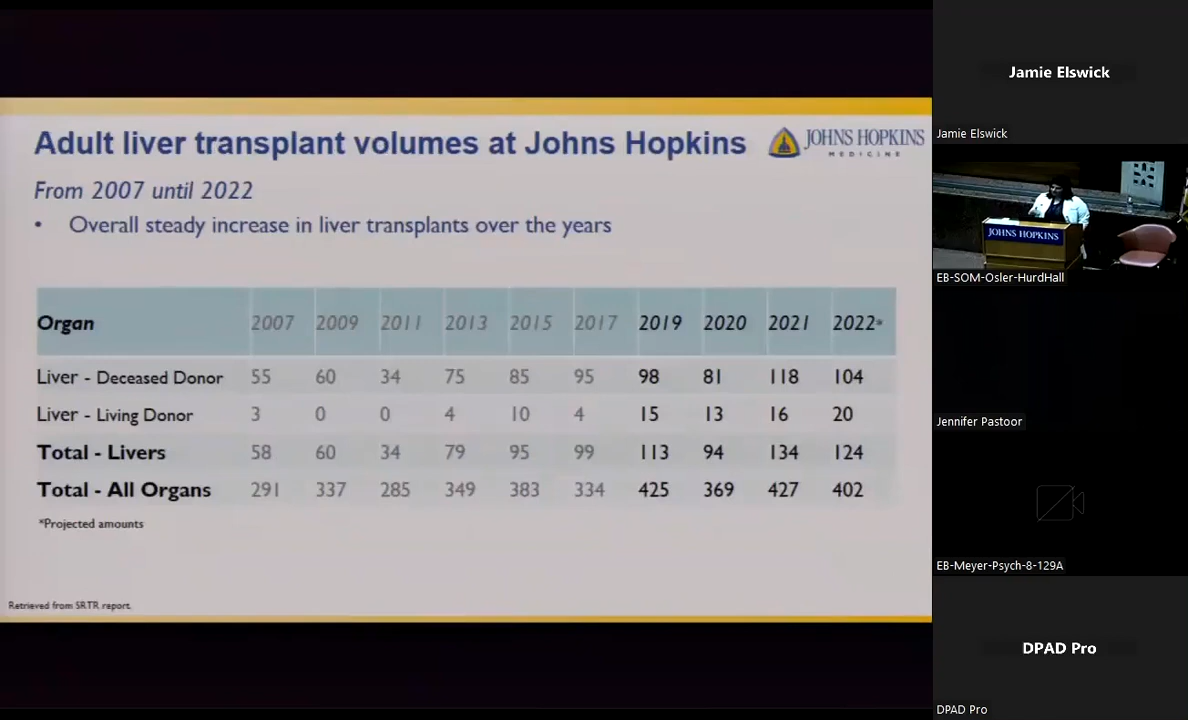 Adult liver transplant volumes at Johns Hopkins
JOHNS HOPKINS
MEDICINE
From 2007 until 2022
• Overall steady increase in liver transplants over the years
Organ 2007 2009 2011 2013 2015 2017 2019 2020 2021 2022*
Liver - Deceased Donor 55 60 34 75 85 95 98 81 118 104
Liver - Living Donor 3 0 0 4 10 4 15 13 16 20
Total - Livers 58 60 34 79 95 99 113 94 134 124
Total - All Organs 291 337 285 349 383 334 425 369 427 402
*Projected amounts
Retrieved from SRTR report.
Jamie Elswick
Jamie Elswick
JOHNS HOPKINS
EB-SOM-Osler-HurdHall
Jennifer Pastoor
EB-Meyer-Psych-8-129A
DPAD Pro
DPAD Pro